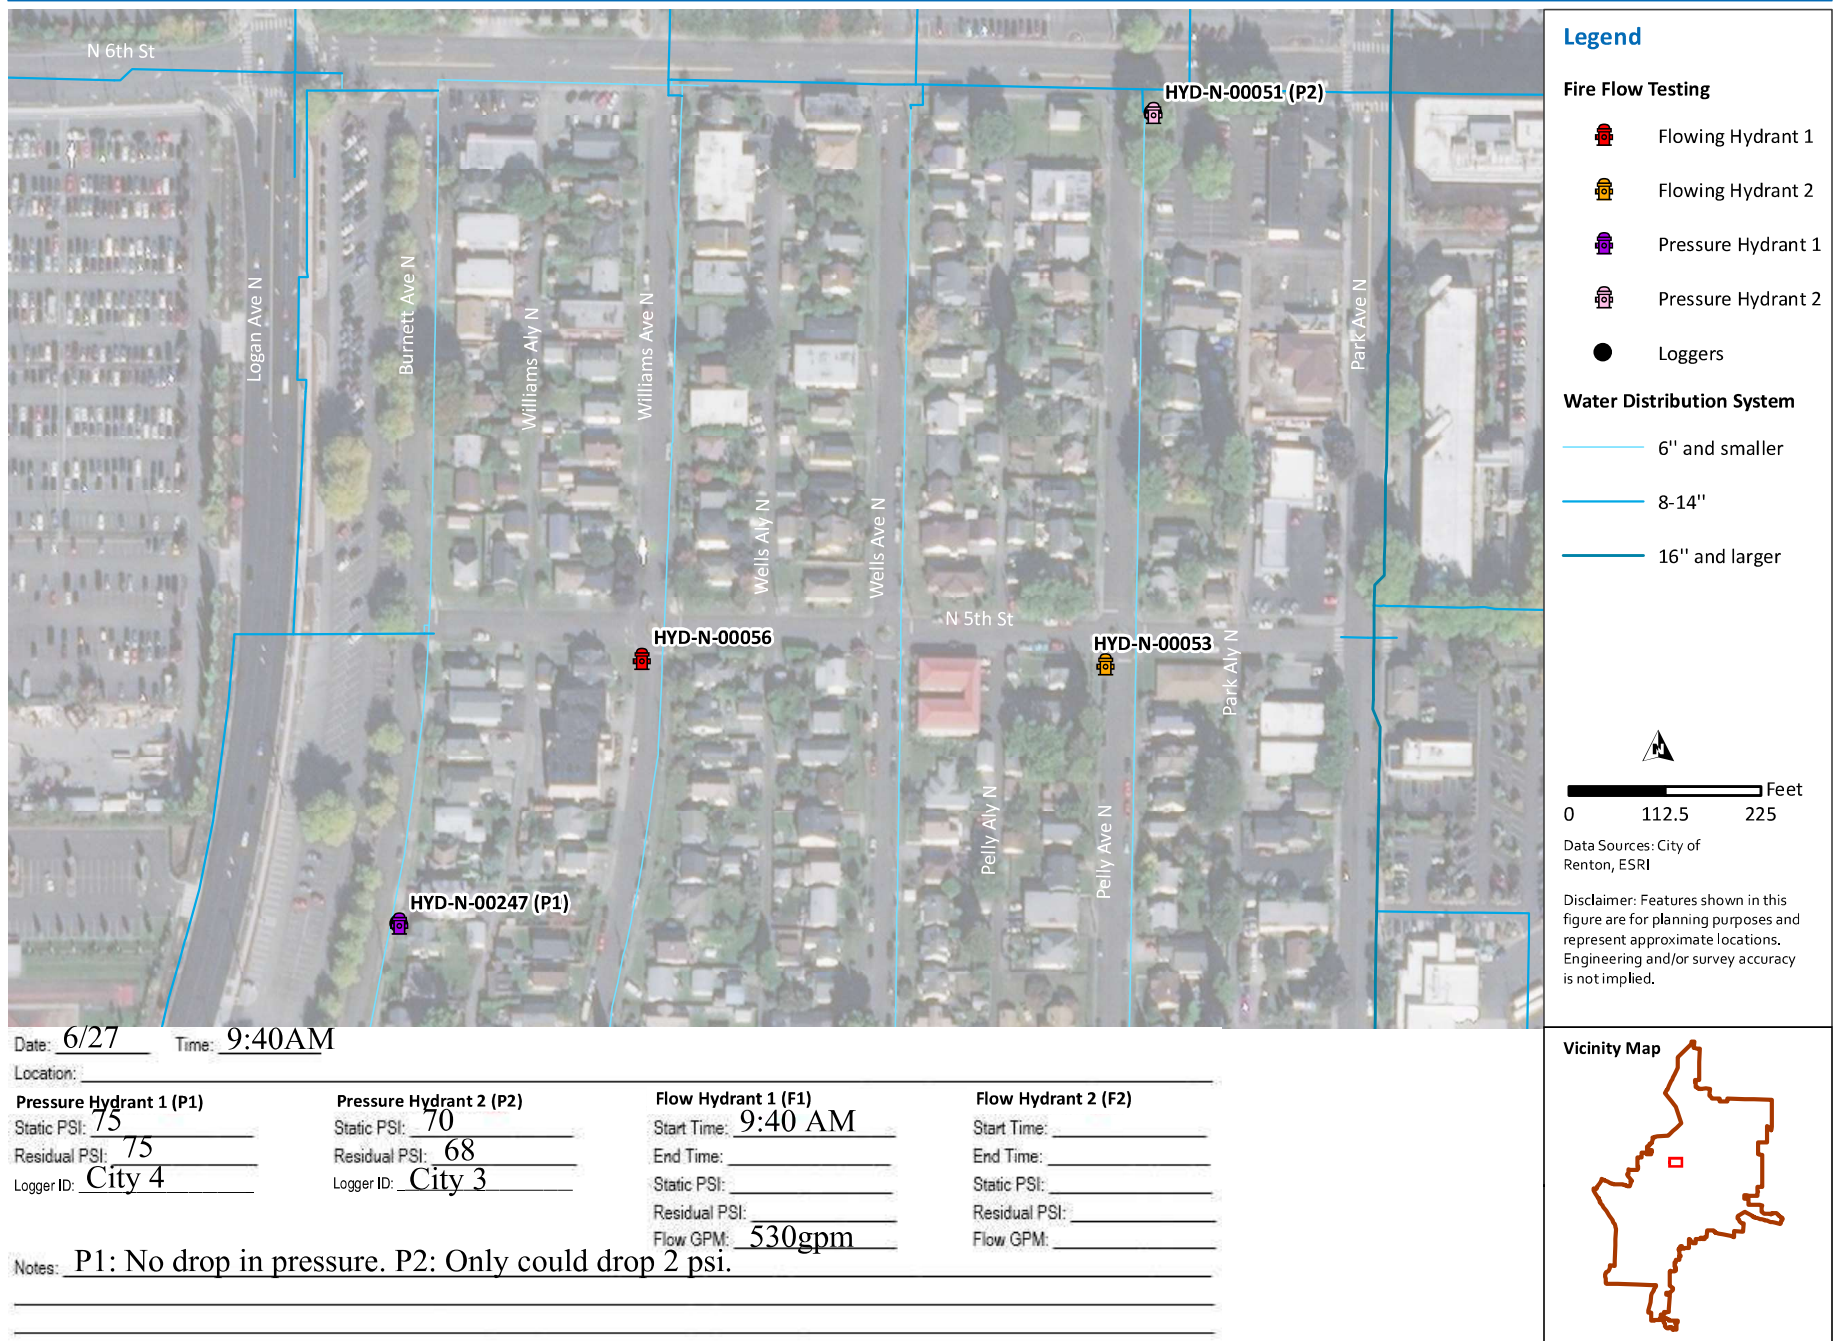 N 6th St
HYD-N-00051 (P2)
Logan Ave N
Burnett Ave N
Williams Aly N
Williams Ave N
Wells Aly N
Wells Ave N
Park Ave N
N 5th St
HYD-N-00056
HYD-N-00053
Park Aly N
Pelly Aly N
Pelly Ave N
HYD-N-00247 (P1)
Legend
Fire Flow Testing
Flowing Hydrant 1
Flowing Hydrant 2
Pressure Hydrant 1
Pressure Hydrant 2
Loggers
Water Distribution System
6" and smaller
8-14"
16" and larger
N
Feet
0 112.5 225
Data Sources: City of
Renton, ESRI
Disclaimer: Features shown in this
figure are for planning purposes and
represent approximate locations.
Engineering and/or survey accuracy
is not implied.
Vicinity Map
Date: 6/27 Time: 9:40AM
Location:
Pressure Hydrant 1 (P1)
Static PSI: 75
Residual PSI: 75
Logger ID: City 4
Pressure Hydrant 2 (P2)
Static PSI: 70
Residual PSI: 68
Logger ID: City 3
Flow Hydrant 1 (F1)
Start Time: 9:40 AM
End Time:
Static PSI:
Residual PSI:
Flow GPM: 530gpm
Flow Hydrant 2 (F2)
Start Time:
End Time:
Static PSI:
Residual PSI:
Flow GPM:
Notes: P1: No drop in pressure. P2: Only could drop 2 psi.